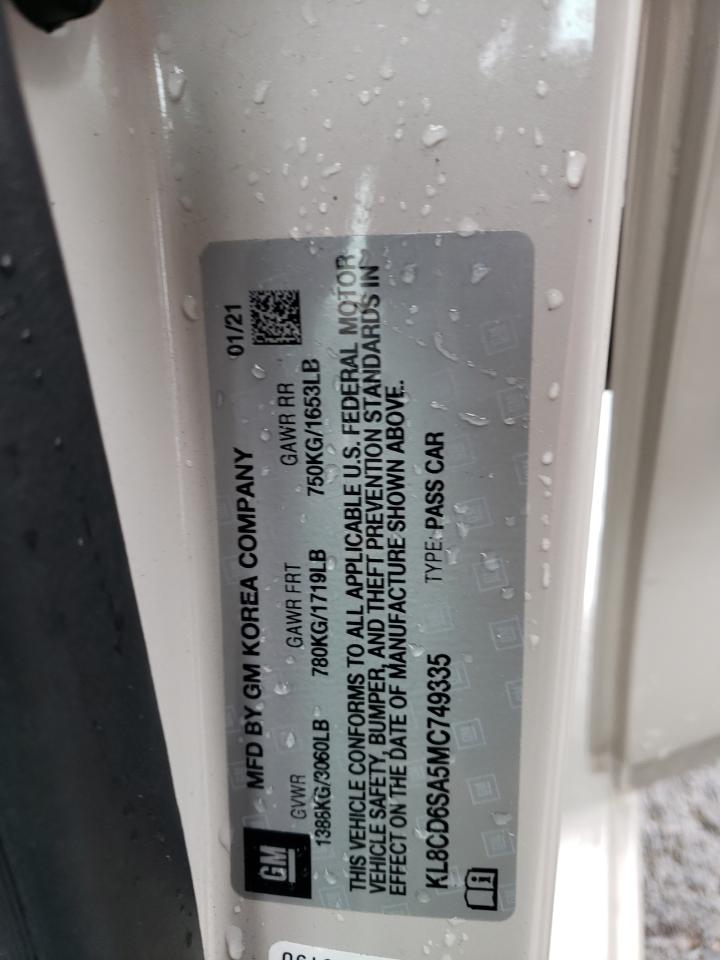 GM
MFD BY GM KOREA COMPANY
01/21
GVWR
GAWR FRT
GAWR RR
1386KG/3060LB
780KG/1719LB
750KG/1653LB
THIS VEHICLE CONFORMS TO ALL APPLICABLE U.S. FEDERAL MOTOR
VEHICLE SAFETY, BUMPER, AND THEFT PREVENTION STANDARDS IN
EFFECT ON THE DATE OF MANUFACTURE SHOWN ABOVE.
KL8CD6SA5MC749335
TYPE: PASS CAR